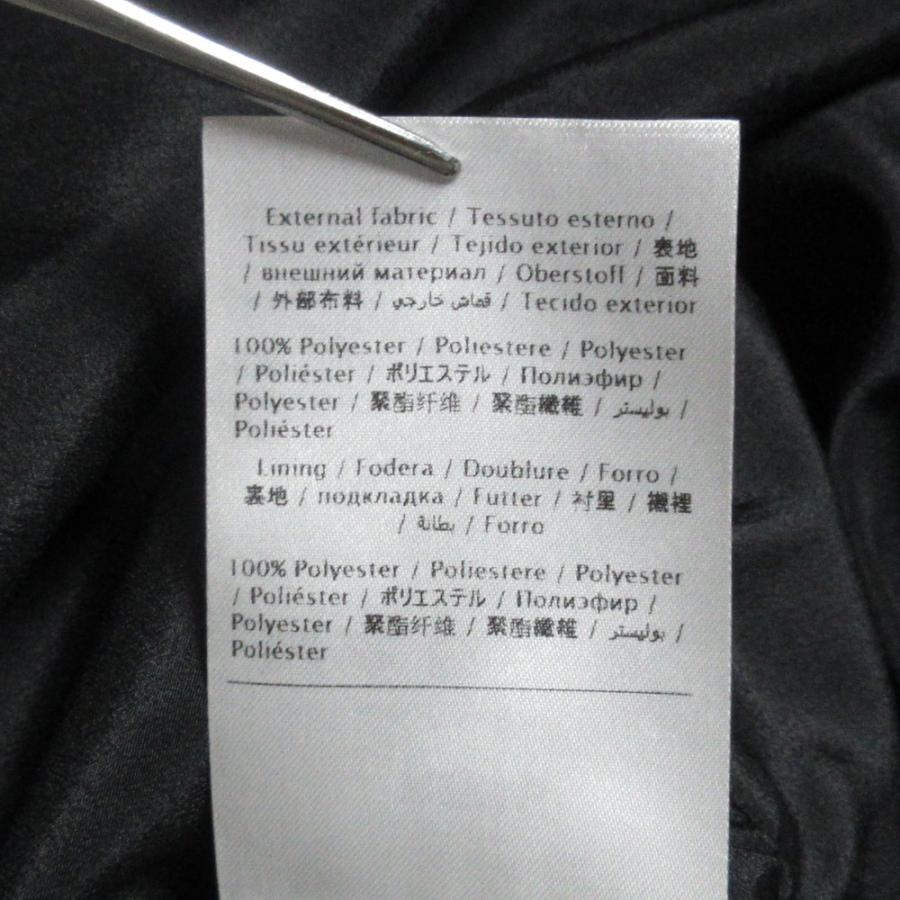 External fabric / Tessuto esterno /
Tissu extérieur / Tejido exterior / 表地
/ внешний материал / Oberstoff / 面料
/ 外部布料 / قماش خارجي / Tecido exterior
100% Polyester / Poliestere / Polyester
/ Poliéster / ポリエステル / Полиэфир /
Polyester / 聚酯纤维 / 聚酯纖維 / بوليستر /
Poliéster
Lining / Fodera / Doublure / Forro /
裏地 / подкладка / Futter / 衬里 / 襯裡
/ بطانة / Forro
100% Polyester / Poliestere / Polyester
/ Poliéster / ポリエステル / Полиэфир /
Polyester / 聚酯纤维 / 聚酯纖維 / بوليستر /
Poliéster